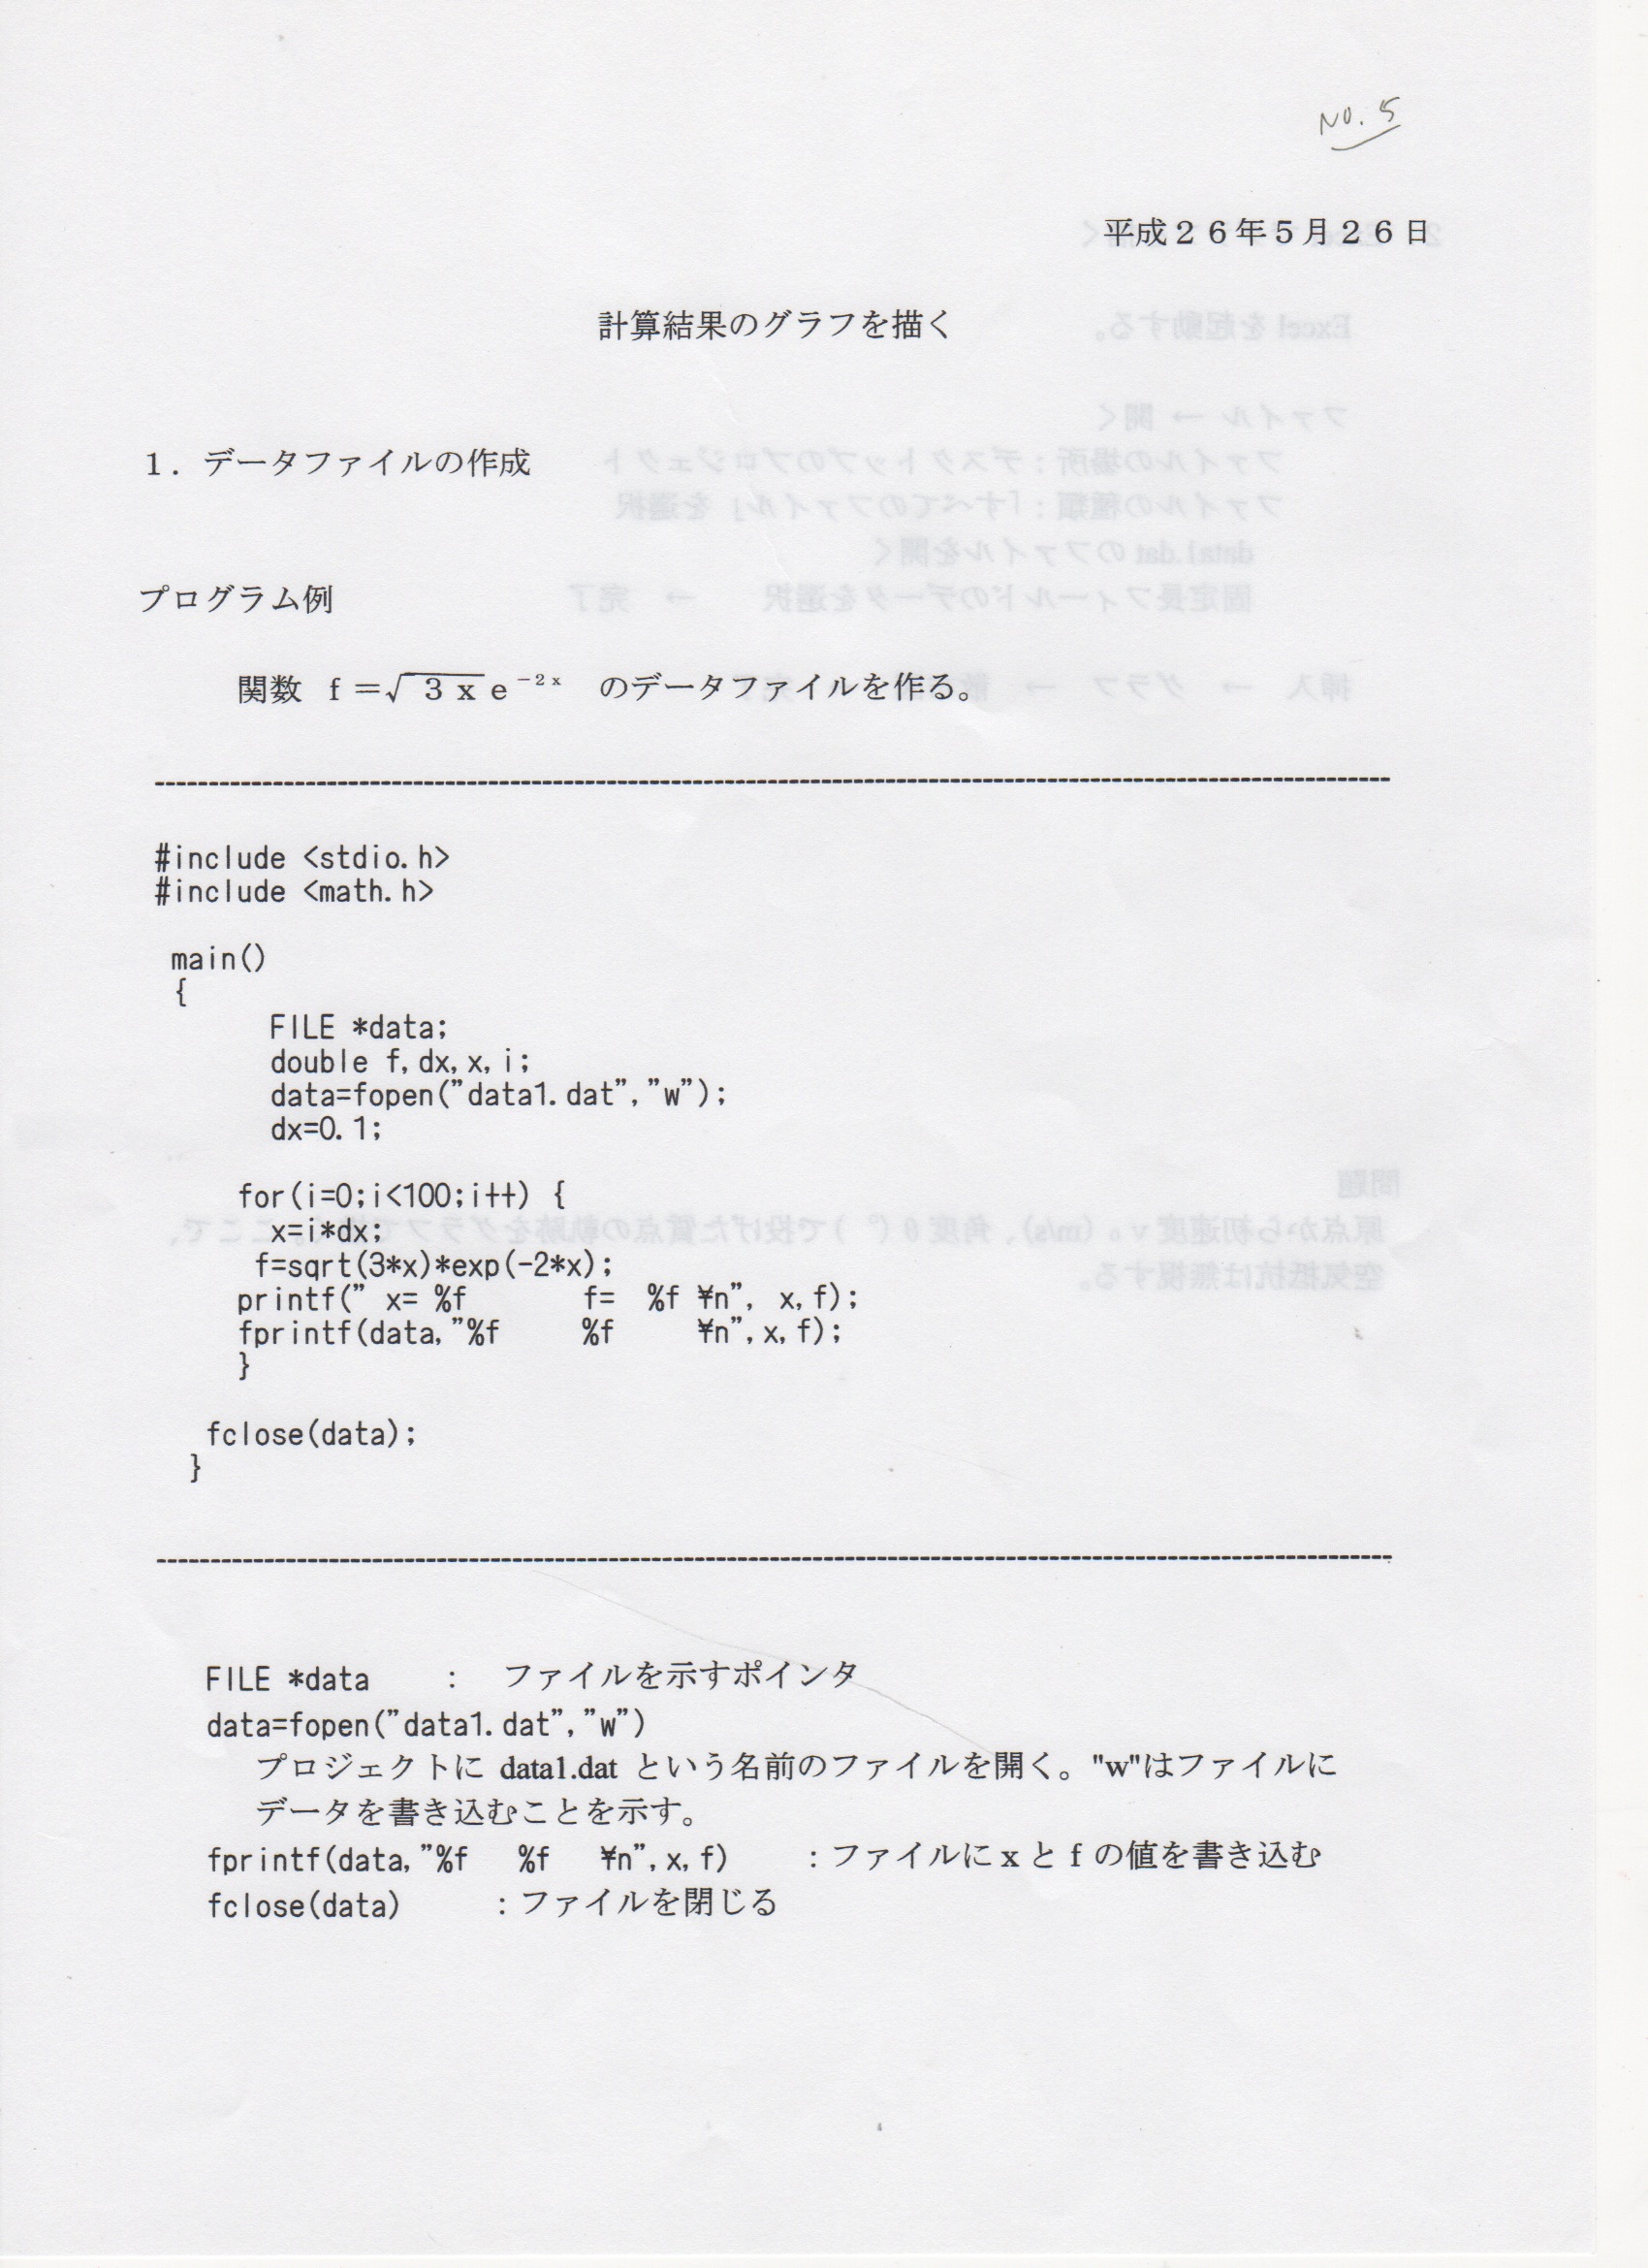 No. 5
平成26年5月26日
計算結果のグラフを描く
1. データファイルの作成
プログラム例
関数 f=√3x e⁻²ˣ のデータファイルを作る。
--------------------------------------------------------------------------------
#include <stdio.h>
#include <math.h>
main()
{
FILE *data;
double f,dx,x,i;
data=fopen("data1.dat","w");
dx=0.1;
for(i=0;i<100;i++) {
x=i*dx;
f=sqrt(3*x)*exp(-2*x);
printf(" x= %f       f=  %f ¥n", x,f);
fprintf(data,"%f     %f     ¥n",x,f);
}
fclose(data);
}
--------------------------------------------------------------------------------
FILE *data : ファイルを示すポインタ
data=fopen("data1.dat","w")
プロジェクトに data1.dat という名前のファイルを開く。"w"はファイルに
データを書き込むことを示す。
fprintf(data,"%f   %f   ¥n",x,f) :ファイルにxとfの値を書き込む
fclose(data) :ファイルを閉じる